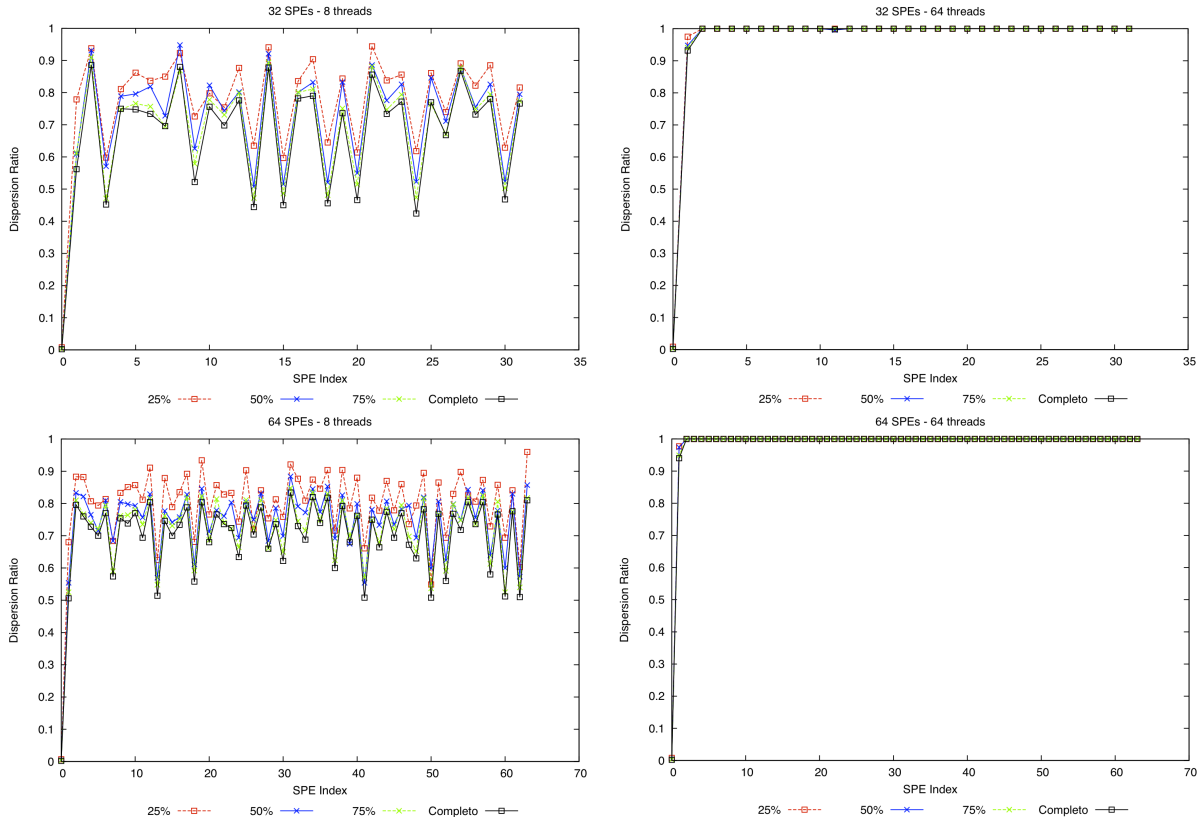 32 SPEs - 8 threads
1
0.9
0.8
0.7
0.6
0.5
0.4
0.3
0.2
0.1
0
Dispersion Ratio
0 5 10 15 20 25 30 35
SPE Index
25% 50% 75% Completo
32 SPEs - 64 threads
1
0.9
0.8
0.7
0.6
0.5
0.4
0.3
0.2
0.1
0
Dispersion Ratio
0 5 10 15 20 25 30 35
SPE Index
25% 50% 75% Completo
64 SPEs - 8 threads
1
0.9
0.8
0.7
0.6
0.5
0.4
0.3
0.2
0.1
0
Dispersion Ratio
0 10 20 30 40 50 60 70
SPE Index
25% 50% 75% Completo
64 SPEs - 64 threads
1
0.9
0.8
0.7
0.6
0.5
0.4
0.3
0.2
0.1
0
Dispersion Ratio
0 10 20 30 40 50 60 70
SPE Index
25% 50% 75% Completo